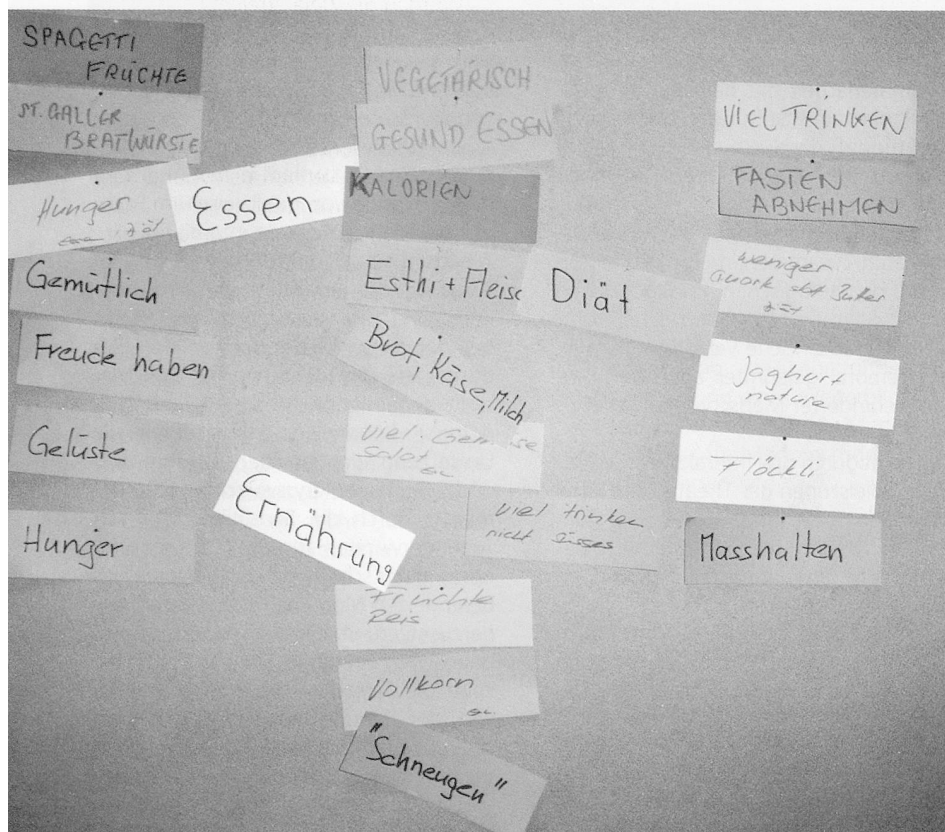 SPAGETTI
FRÜCHTE
ST. GALLER
BRATWÜRSTE
Hunger
Essen
Gemütlich
Freude haben
Gelüste
Hunger
VEGETARISCH
GESUND ESSEN
KALORIEN
Esthi + Fleisc
Brot, Käse, Milch
viel Gemüse
Salat
Ernährung
viel trinken
nicht süsses
Früchte
Reis
Vollkorn
"Schneugen"
Diät
VIEL TRINKEN
FASTEN
ABNEHMEN
weniger
Joghurt
nature
Flöckli
Masshalten